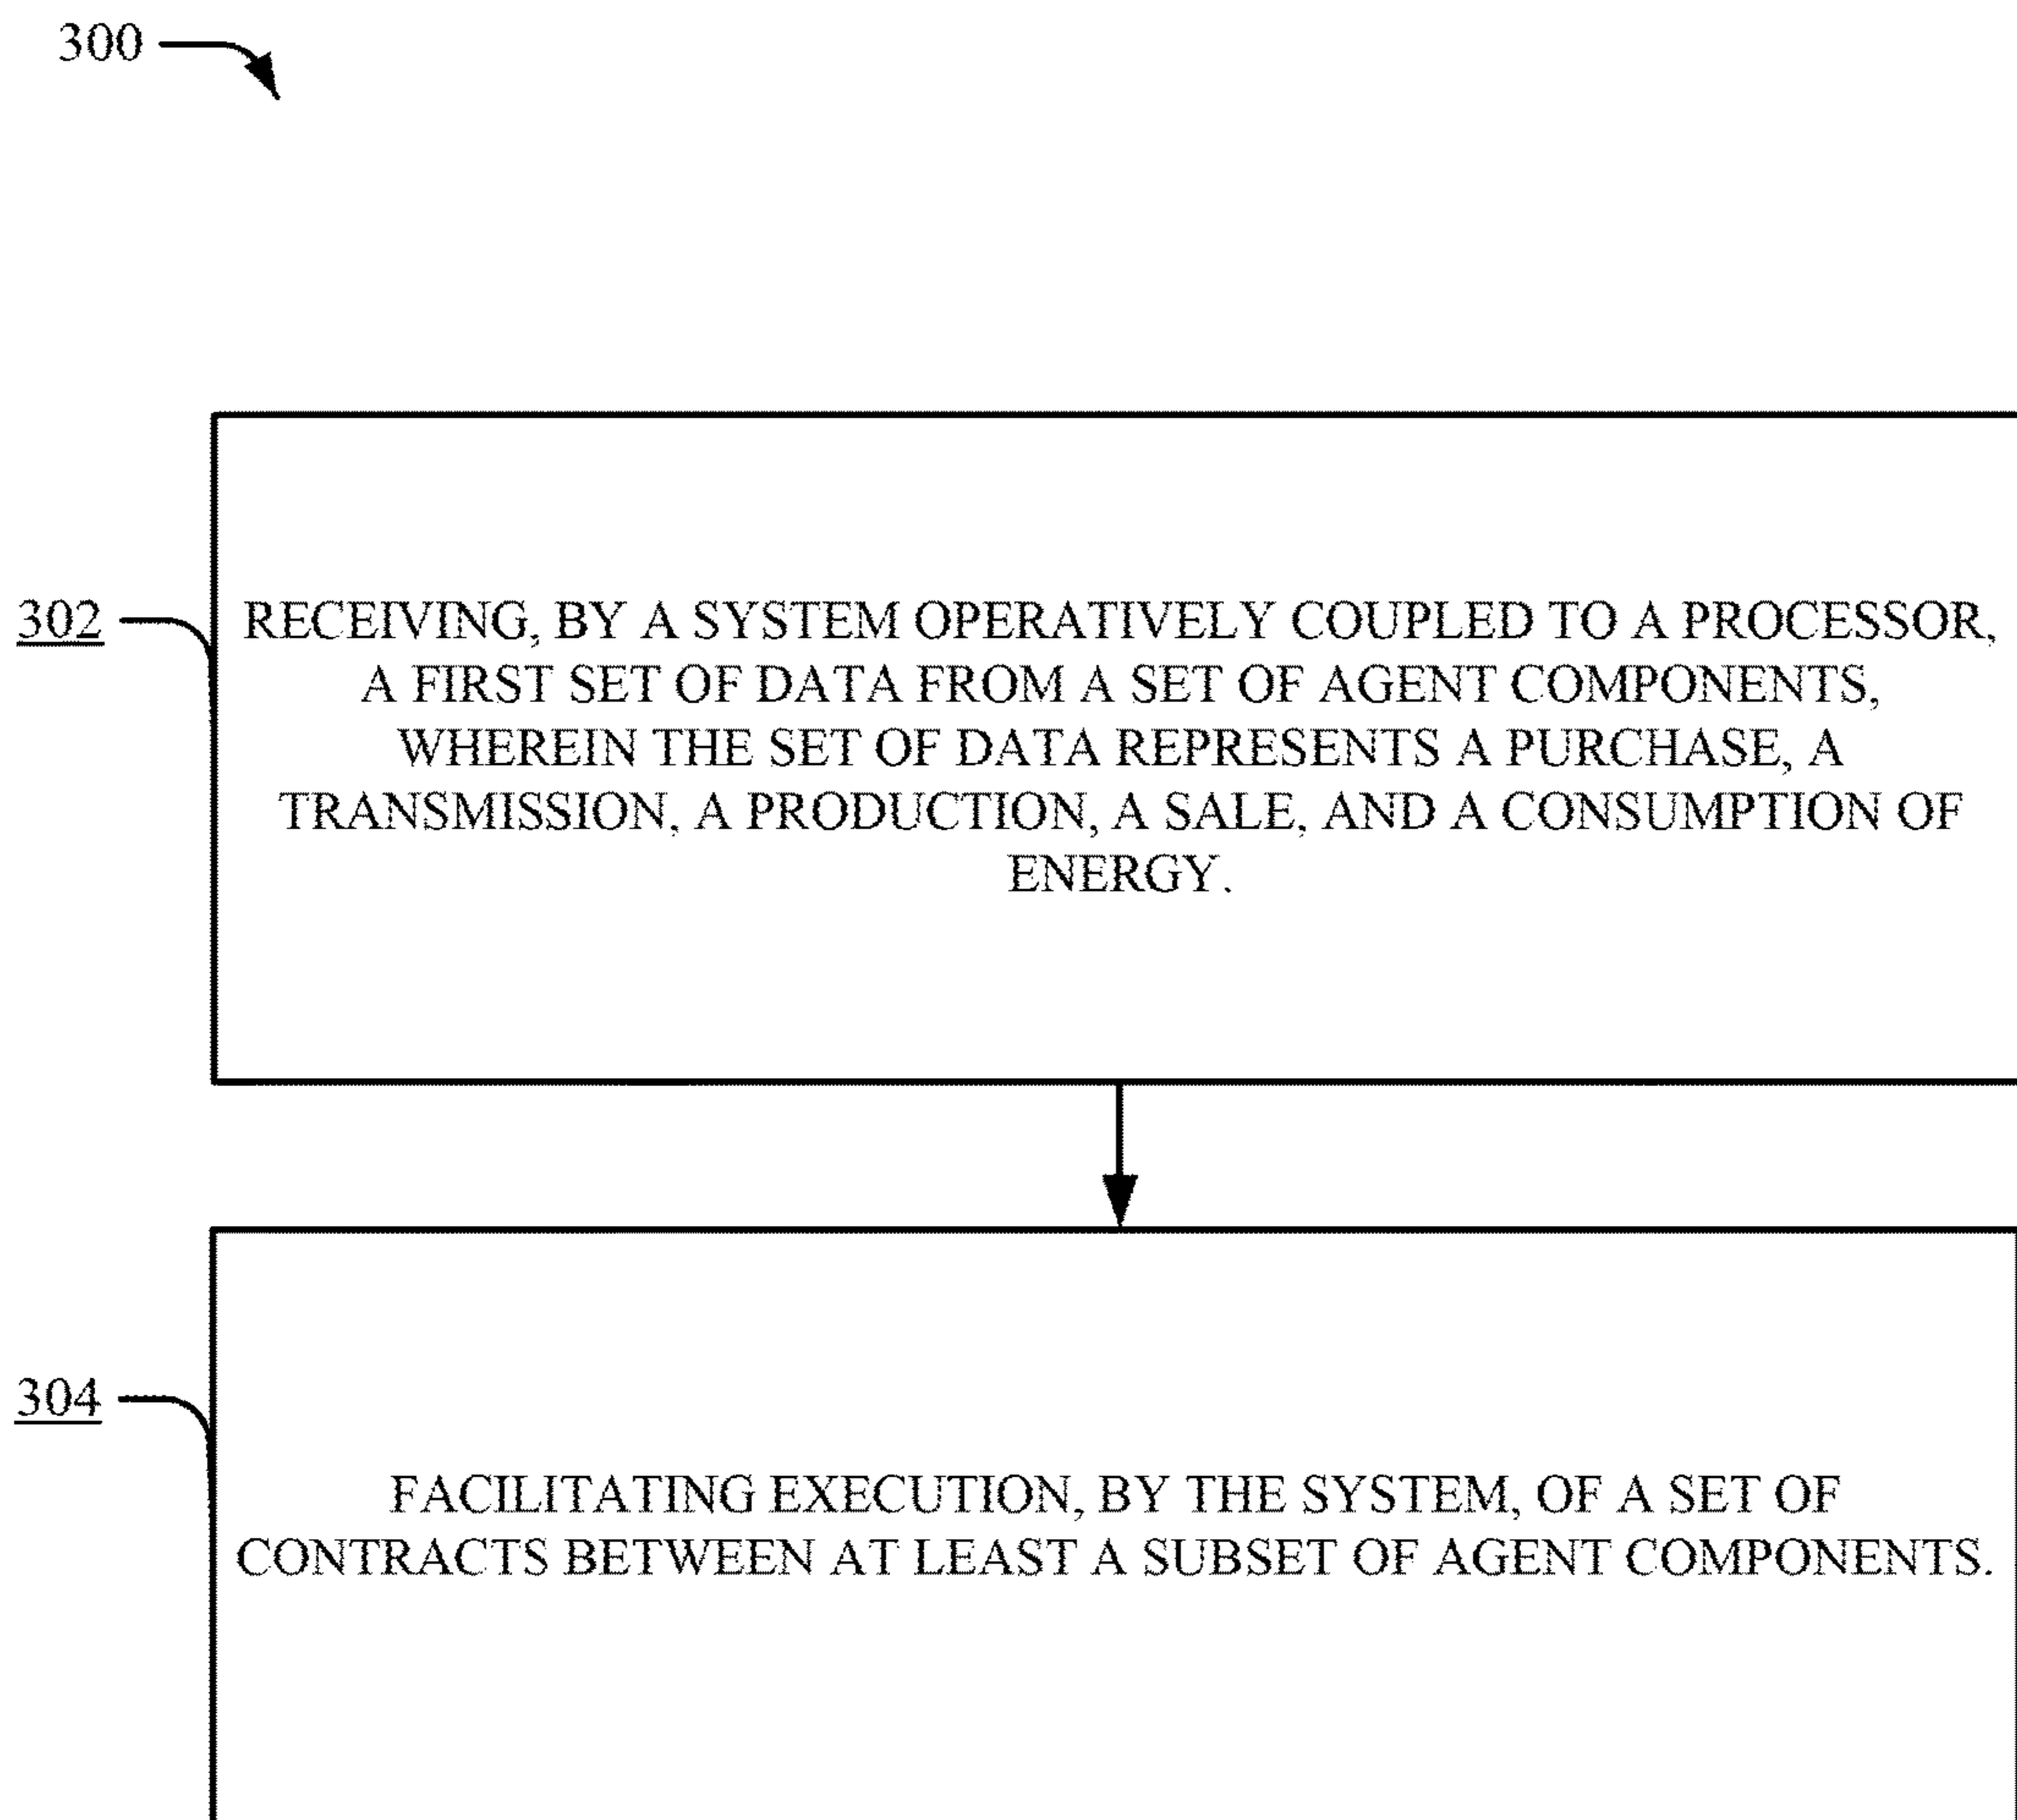 300
302
RECEIVING, BY A SYSTEM OPERATIVELY COUPLED TO A PROCESSOR,
A FIRST SET OF DATA FROM A SET OF AGENT COMPONENTS,
WHEREIN THE SET OF DATA REPRESENTS A PURCHASE, A
TRANSMISSION, A PRODUCTION, A SALE, AND A CONSUMPTION OF
ENERGY.
304
FACILITATING EXECUTION, BY THE SYSTEM, OF A SET OF
CONTRACTS BETWEEN AT LEAST A SUBSET OF AGENT COMPONENTS.